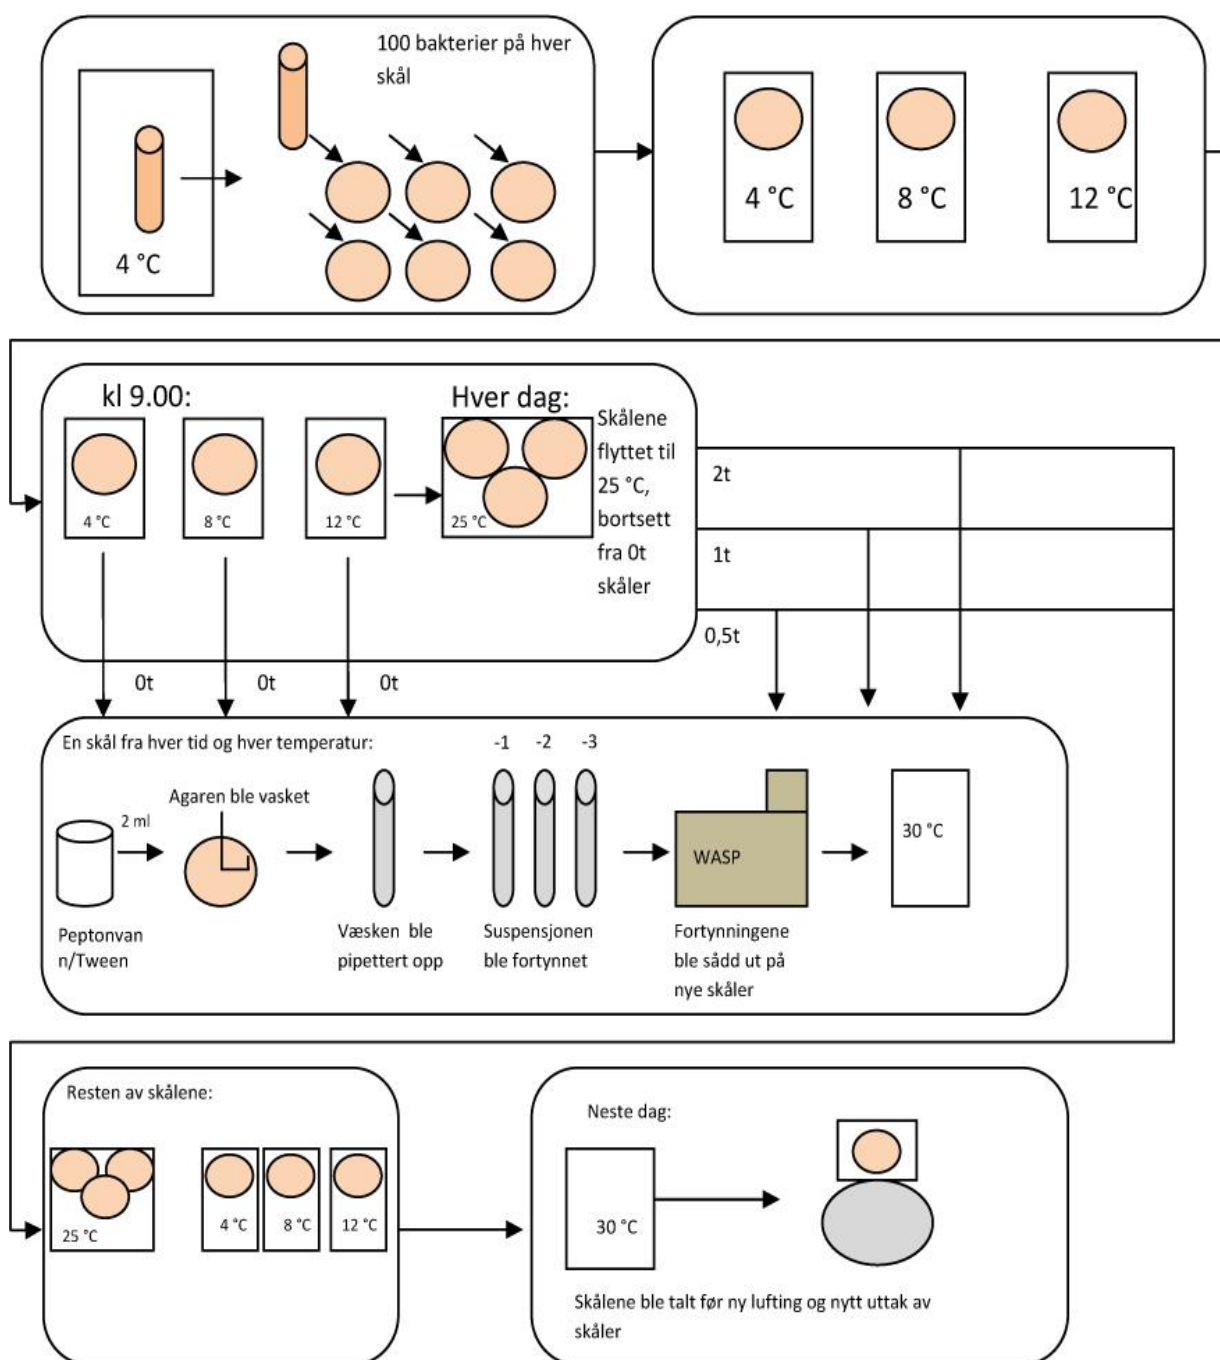 100 bakterier på hver
skål
4 °C
4 °C
8 °C
12 °C
kl 9.00:
Hver dag:
4 °C
8 °C
12 °C
25 °C
Skålene
flyttet til
25 °C,
bortsett
fra 0t
skåler
2t
1t
0,5t
0t
0t
0t
En skål fra hver tid og hver temperatur:
-1
-2
-3
Agaren ble vasket
2 ml
Peptonvan
n/Tween
Væsken ble
pipettert opp
Suspensjonen
ble fortynnet
WASP
Fortynningene
ble sådd ut på
nye skåler
30 °C
Resten av skålene:
25 °C
4 °C
8 °C
12 °C
Neste dag:
30 °C
Skålene ble talt før ny lufting og nytt uttak av
skåler